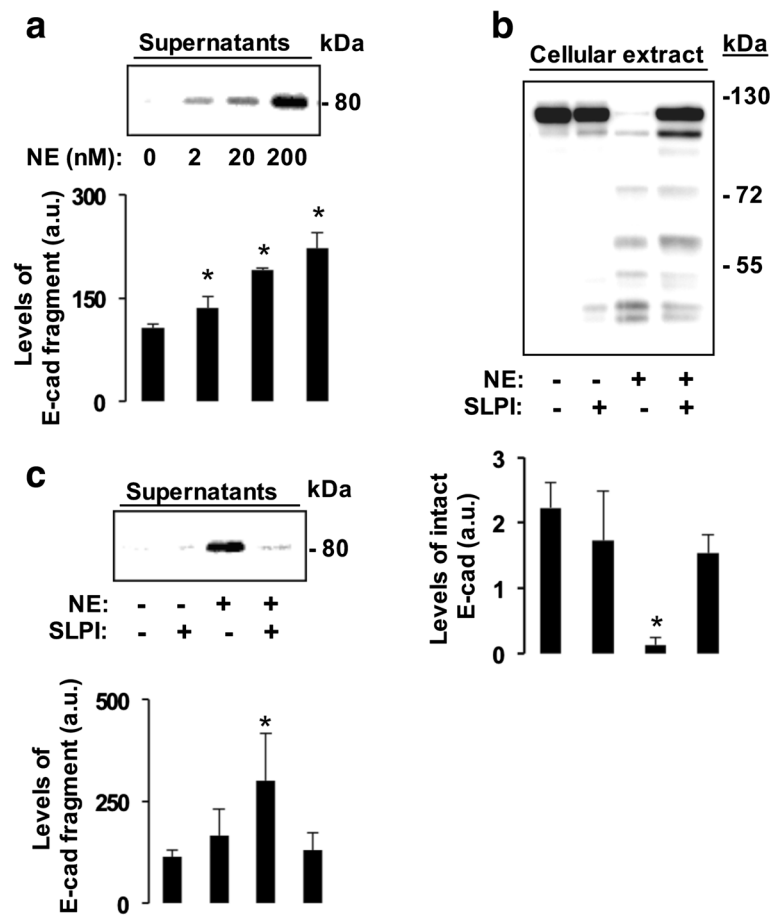 a
Supernatants kDa
- 80
NE (nM): 0 2 20 200
Levels of
E-cad fragment (a.u.)
300
150
0
* * *
b
Cellular extract kDa
-130
- 72
- 55
NE: - - + +
SLPI: - + - +
Levels of intact
E-cad (a.u.)
3
2
1
0
*
c
Supernatants kDa
- 80
NE: - - + +
SLPI: - + - +
Levels of
E-cad fragment (a.u.)
500
250
0
*